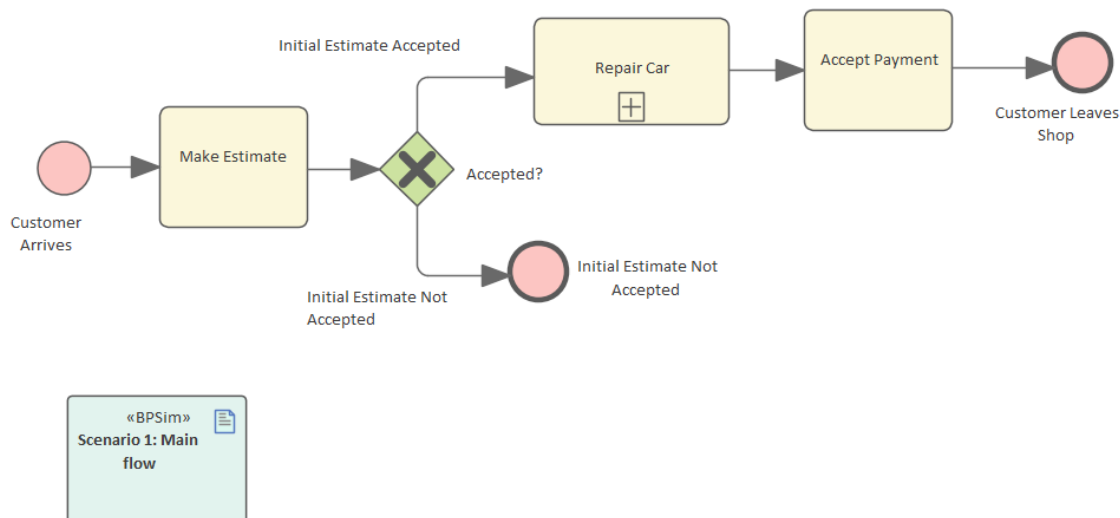 Initial Estimate Accepted
Repair Car
Accept Payment
Customer Leaves
Shop
Make Estimate
Accepted?
Customer
Arrives
Initial Estimate Not
Accepted
Initial Estimate Not
Accepted
«BPSim»
Scenario 1: Main
flow